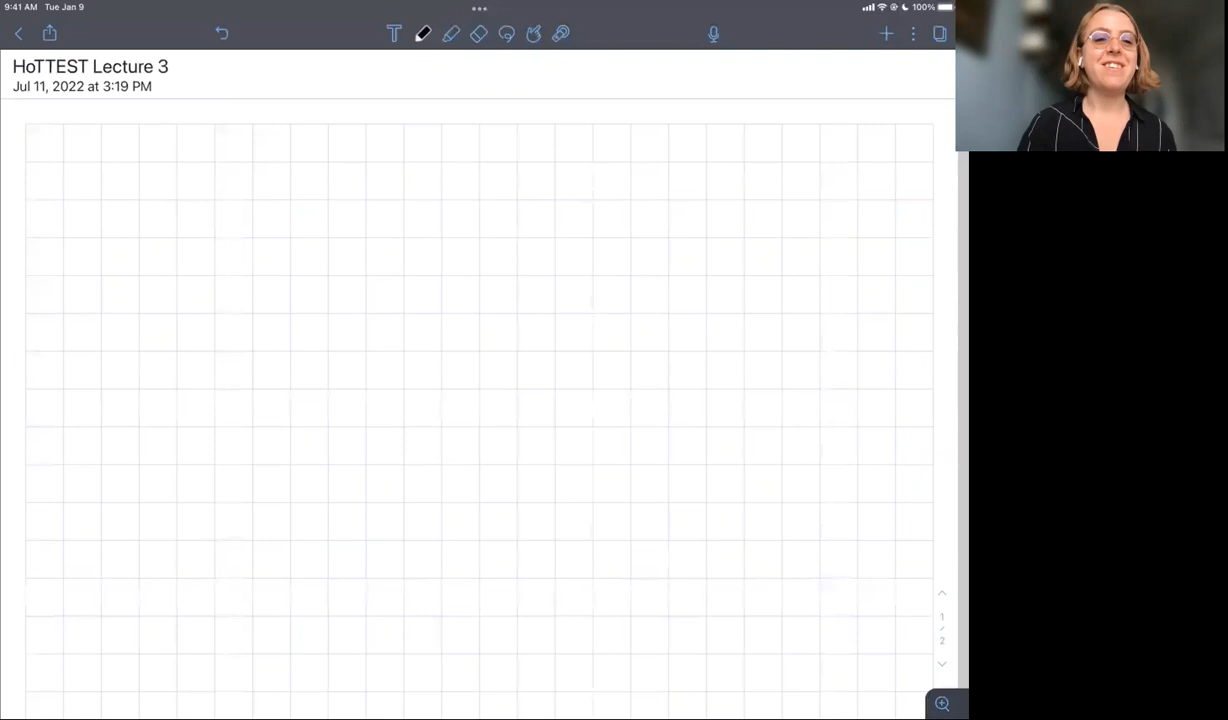 9:41 AM Tue Jan 9
100%
T
HoTTEST Lecture 3
Jul 11, 2022 at 3:19 PM
1
/
2